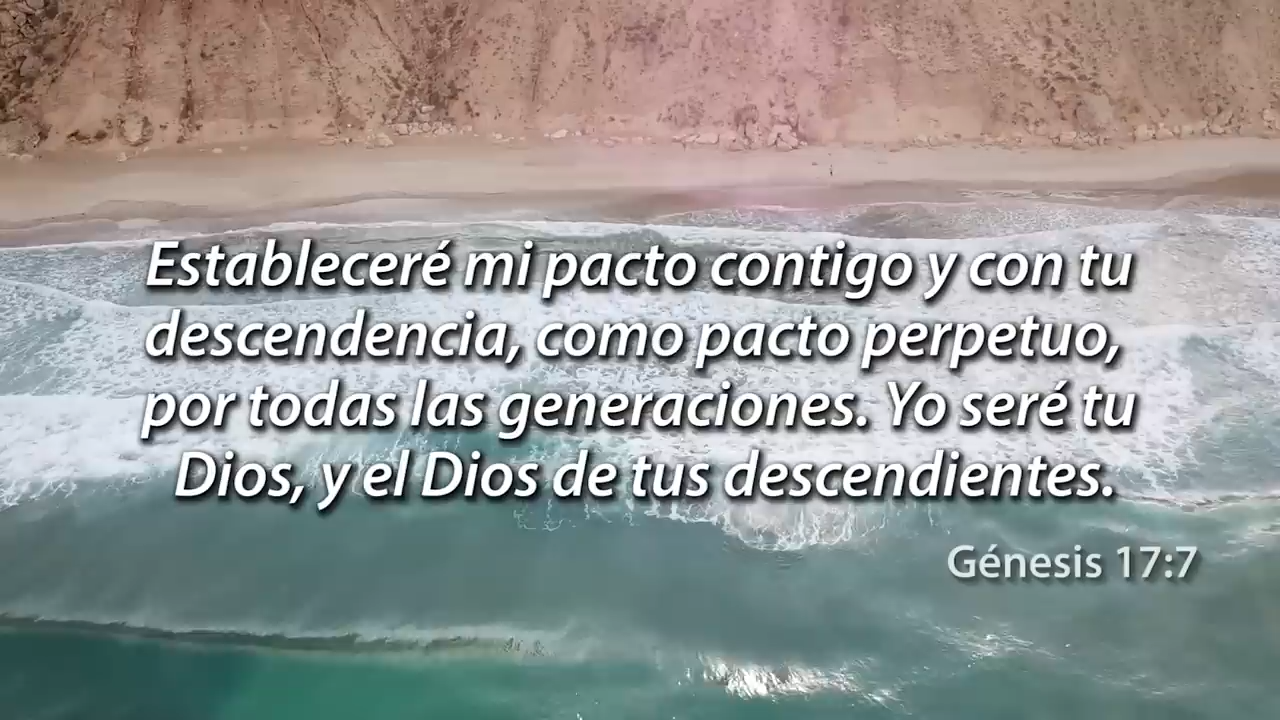 Estableceré mi pacto contigo y con tu
descendencia, como pacto perpetuo,
por todas las generaciones. Yo seré tu
Dios, y el Dios de tus descendientes.
Génesis 17:7